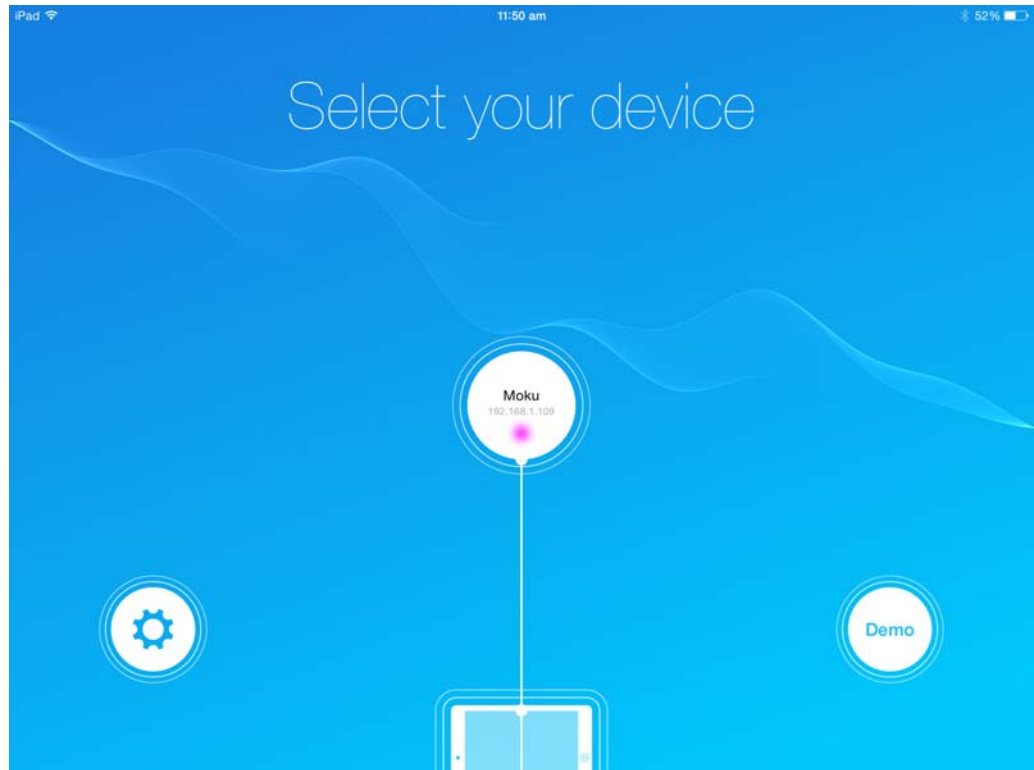 iPad 11:50 am 52%
Select your device
Moku
192.168.1.109
Demo